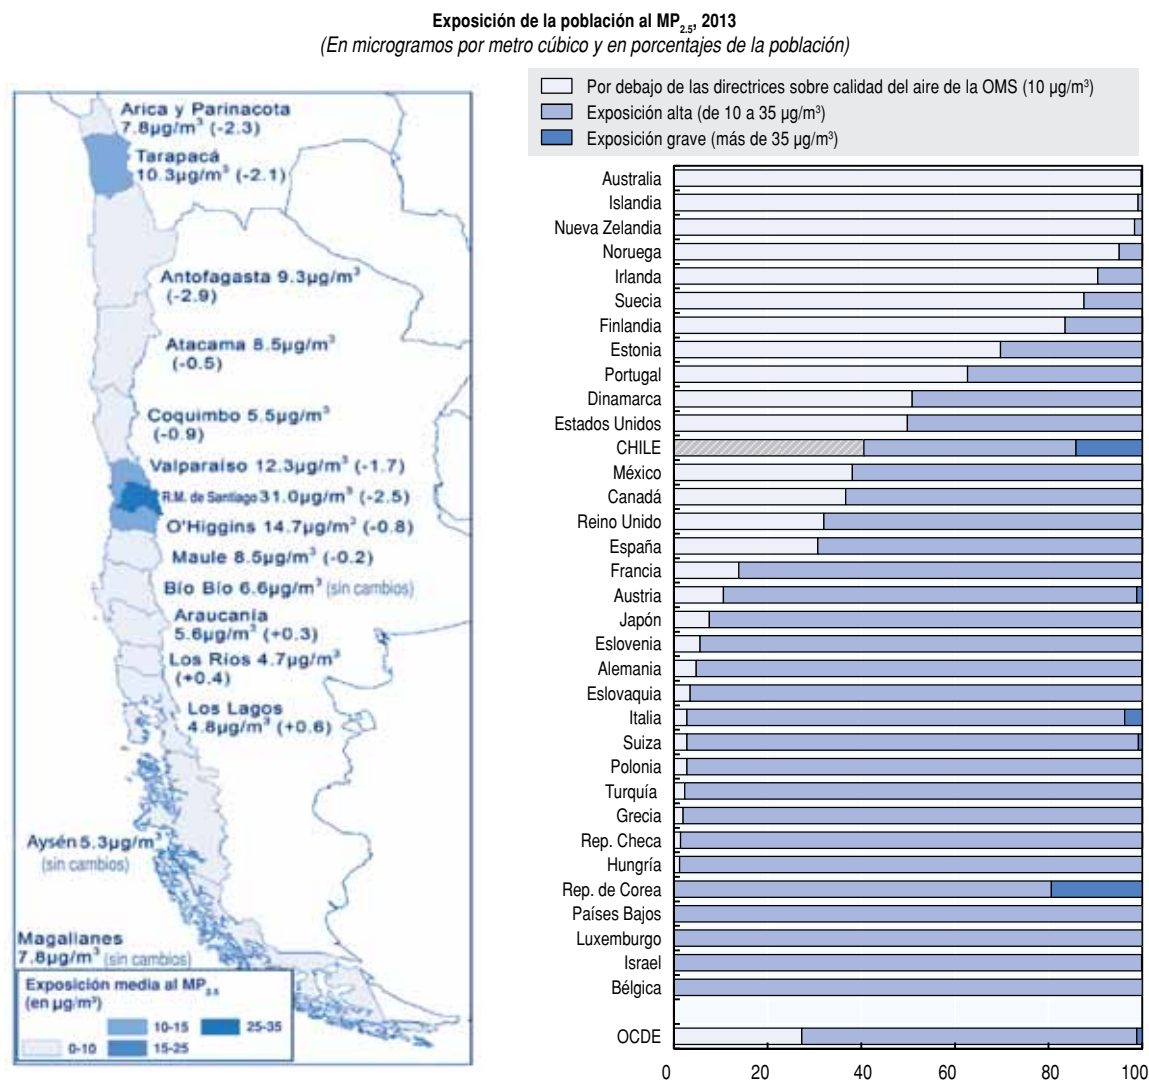 Exposición de la población al MP2.5, 2013
(En microgramos por metro cúbico y en porcentajes de la población)
Arica y Parinacota
7.8µg/m³ (-2.3)
Tarapacá
10.3µg/m³ (-2.1)
Antofagasta 9.3µg/m³
(-2.9)
Atacama 8.5µg/m³
(-0.5)
Coquimbo 5.5µg/m³
(-0.9)
Valparaíso 12.3µg/m³ (-1.7)
R.M. de Santiago 31.0µg/m³ (-2.5)
O'Higgins 14.7µg/m³ (-0.8)
Maule 8.5µg/m³ (-0.2)
Bío Bío 6.6µg/m³ (sin cambios)
Araucanía
5.6µg/m³ (+0.3)
Los Ríos 4.7µg/m³
(+0.4)
Los Lagos
4.8µg/m³ (+0.6)
Aysén 5.3µg/m³
(sin cambios)
Magallanes
7.8µg/m³ (sin cambios)
Exposición media al MP2.5
(en µg/m³)
10-15 25-35
0-10 15-25
Por debajo de las directrices sobre calidad del aire de la OMS (10 µg/m³)
Exposición alta (de 10 a 35 µg/m³)
Exposición grave (más de 35 µg/m³)
Australia
Islandia
Nueva Zelandia
Noruega
Irlanda
Suecia
Finlandia
Estonia
Portugal
Dinamarca
Estados Unidos
CHILE
México
Canadá
Reino Unido
España
Francia
Austria
Japón
Eslovenia
Alemania
Eslovaquia
Italia
Suiza
Polonia
Turquía
Grecia
Rep. Checa
Hungría
Rep. de Corea
Países Bajos
Luxemburgo
Israel
Bélgica
OCDE
0 20 40 60 80 100